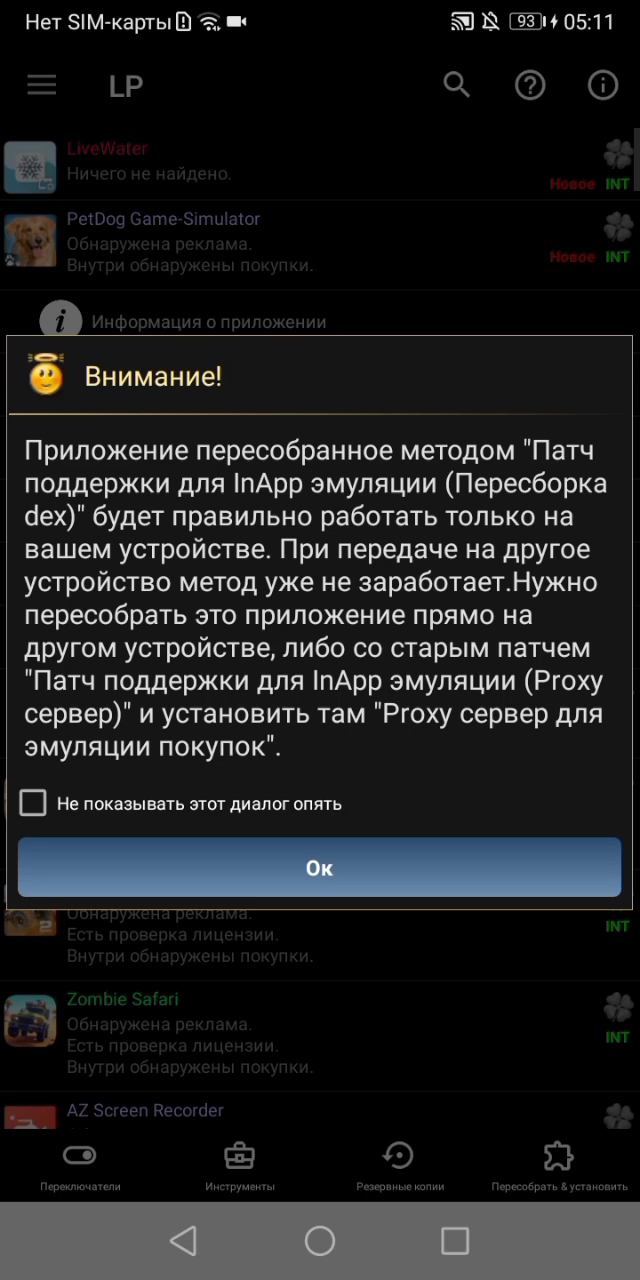 Нет SIM-карты 93 05:11
LP
LiveWater
Ничего не найдено.
Новое INT
PetDog Game-Simulator
Обнаружена реклама.
Внутри обнаружены покупки.
Новое INT
Информация о приложении
Внимание!
Приложение пересобранное методом "Патч
поддержки для InApp эмуляции (Пересборка
dex)" будет правильно работать только на
вашем устройстве. При передаче на другое
устройство метод уже не заработает.Нужно
пересобрать это приложение прямо на
другом устройстве, либо со старым патчем
"Патч поддержки для InApp эмуляции (Proxy
сервер)" и установить там "Proxy сервер для
эмуляции покупок".
Не показывать этот диалог опять
Ок
Обнаружена реклама.
Есть проверка лицензии.
Внутри обнаружены покупки.
INT
Zombie Safari
Обнаружена реклама.
Есть проверка лицензии.
Внутри обнаружены покупки.
INT
AZ Screen Recorder
Переключатели Инструменты Резервные копии Пересобрать & установить